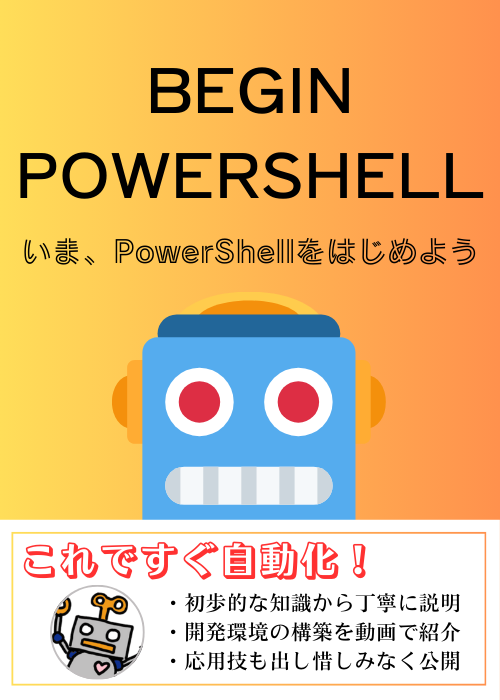 BEGIN
POWERSHELL
いま、PowerShellをはじめよう
これですぐ自動化！
・初歩的な知識から丁寧に説明
・開発環境の構築を動画で紹介
・応用技も出し惜しみなく公開